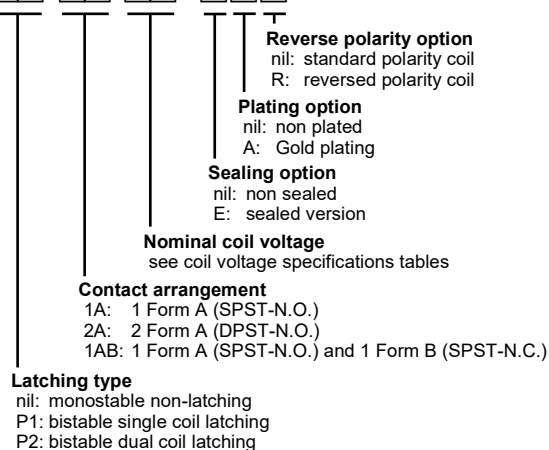 Reverse polarity option
nil: standard polarity coil
R: reversed polarity coil
Plating option
nil: non plated
A: Gold plating
Sealing option
nil: non sealed
E: sealed version
Nominal coil voltage
see coil voltage specifications tables
Contact arrangement
1A: 1 Form A (SPST-N.O.)
2A: 2 Form A (DPST-N.O.)
1AB: 1 Form A (SPST-N.O.) and 1 Form B (SPST-N.C.)
Latching type
nil: monostable non-latching
P1: bistable single coil latching
P2: bistable dual coil latching